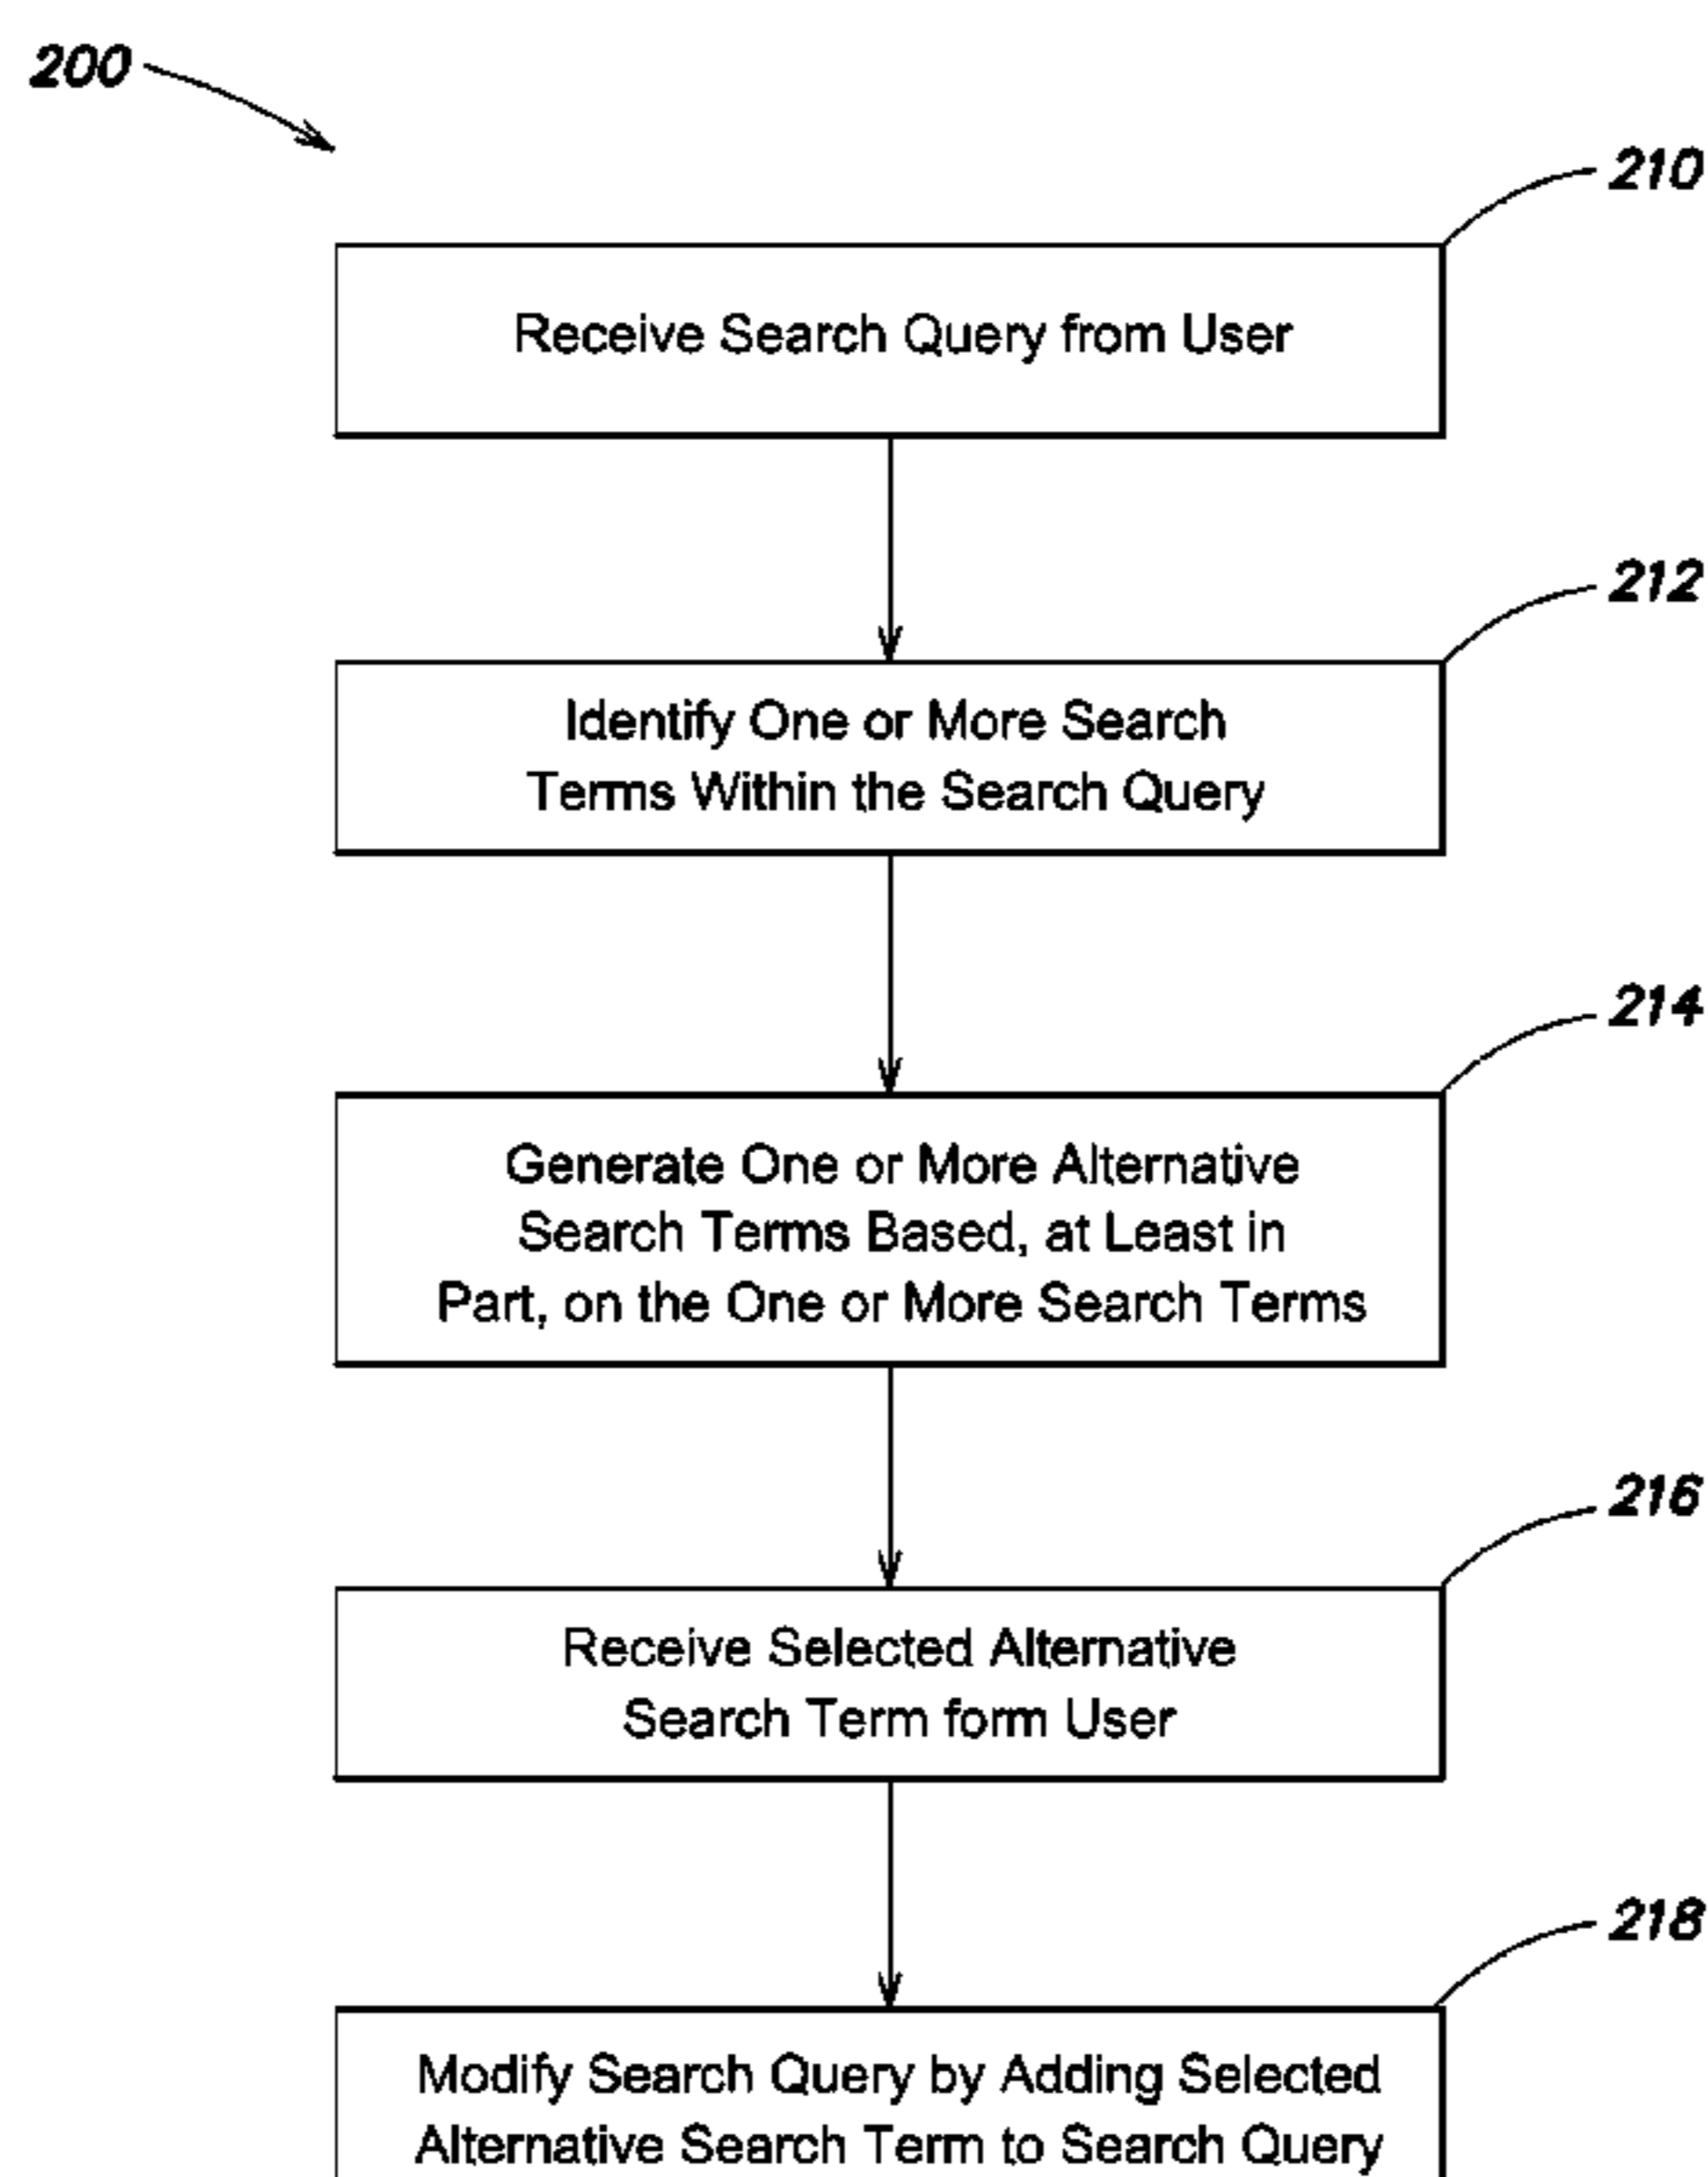 200
210
Receive Search Query from User
212
Identify One or More Search
Terms Within the Search Query
214
Generate One or More Alternative
Search Terms Based, at Least in
Part, on the One or More Search Terms
216
Receive Selected Alternative
Search Term form User
218
Modify Search Query by Adding Selected
Alternative Search Term to Search Query